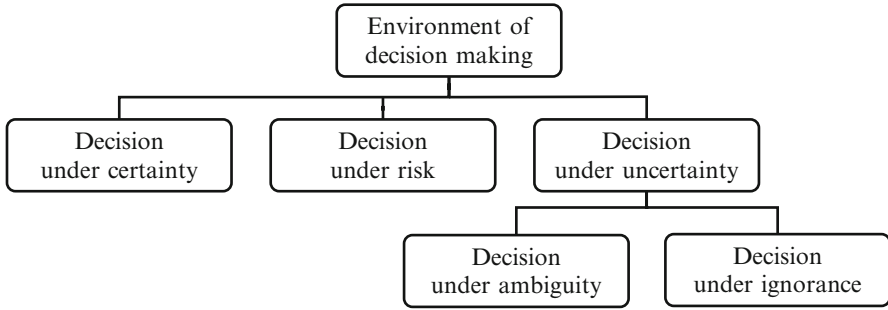 Environment of
decision making
Decision
under certainty
Decision
under risk
Decision
under uncertainty
Decision
under ambiguity
Decision
under ignorance